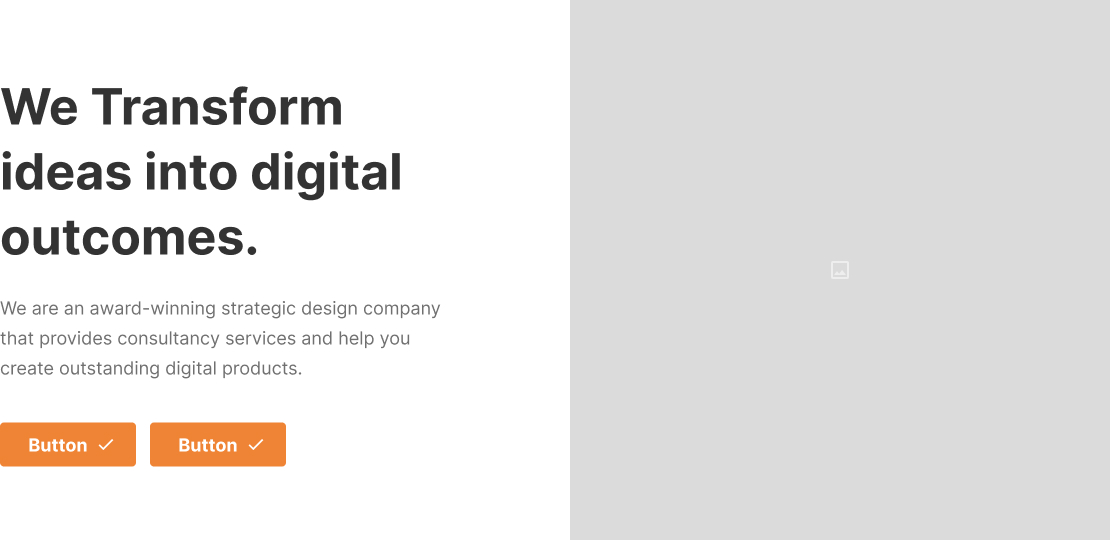 We Transform
ideas into digital
outcomes.
We are an award-winning strategic design company
that provides consultancy services and help you
create outstanding digital products.
Button
Button